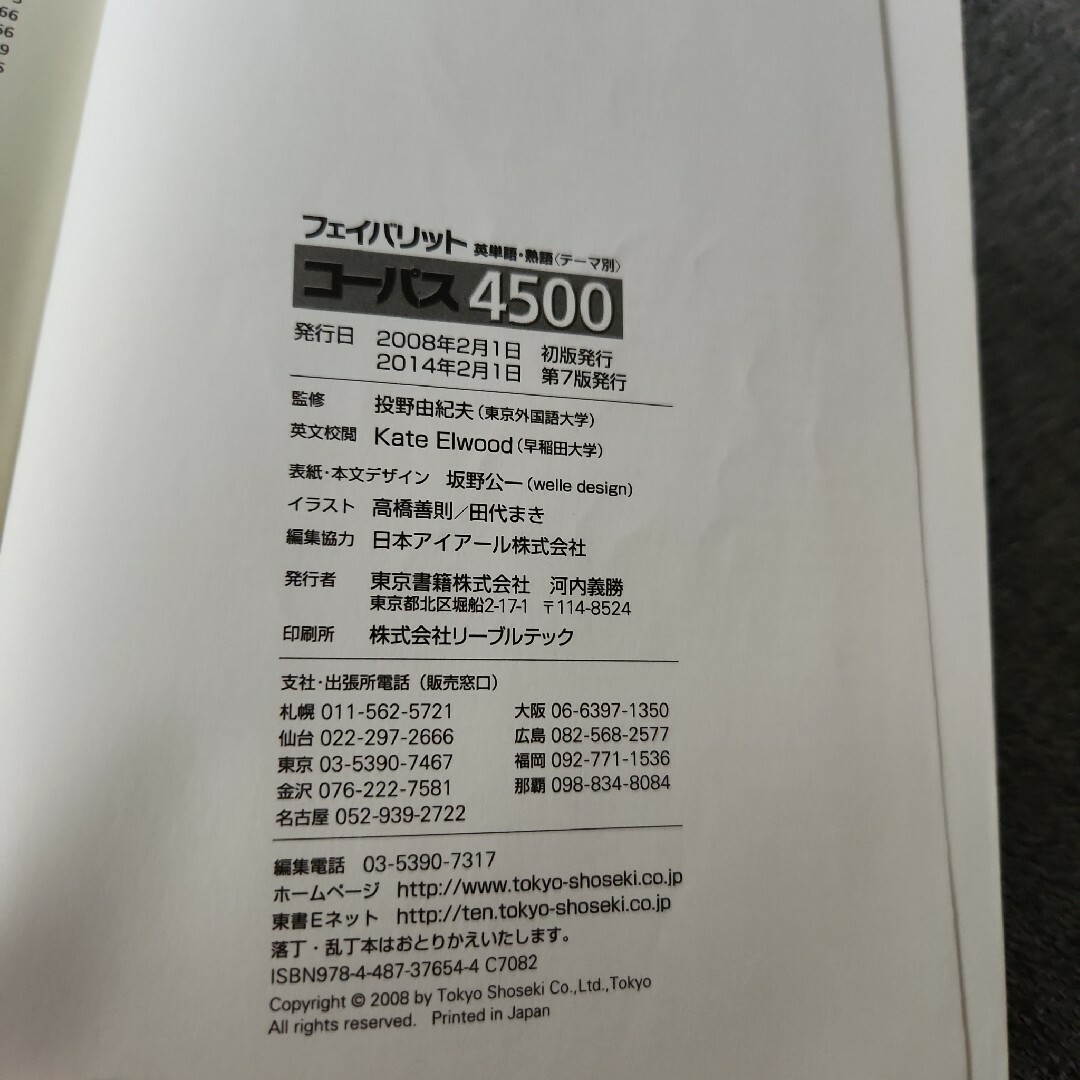 66
66
9
フェイバリット 英単語・熟語〈テーマ別〉
コーパス 4500
発行日 2008年2月1日 初版発行
2014年2月1日 第7版発行
監修 投野由紀夫(東京外国語大学)
英文校閲 Kate Elwood(早稲田大学)
表紙・本文デザイン 坂野公一(welle design)
イラスト 高橋善則/田代まき
編集協力 日本アイアール株式会社
発行者 東京書籍株式会社 河内義勝
東京都北区堀船2-17-1 〒114-8524
印刷所 株式会社リーブルテック
支社・出張所電話(販売窓口)
札幌 011-562-5721 大阪 06-6397-1350
仙台 022-297-2666 広島 082-568-2577
東京 03-5390-7467 福岡 092-771-1536
金沢 076-222-7581 那覇 098-834-8084
名古屋 052-939-2722
編集電話 03-5390-7317
ホームページ http://www.tokyo-shoseki.co.jp
東書Eネット http://ten.tokyo-shoseki.co.jp
落丁・乱丁本はおとりかえいたします。
ISBN978-4-487-37654-4 C7082
Copyright © 2008 by Tokyo Shoseki Co.,Ltd.,Tokyo
All rights reserved. Printed in Japan